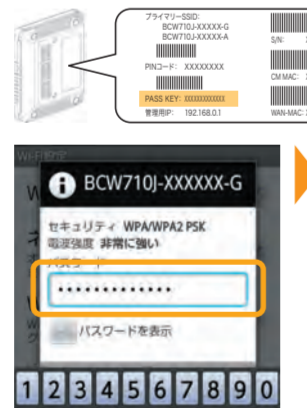 プライマリーSSID:
BCW710J-XXXXXX-G
BCW710J-XXXXXX-A
PINコード: XXXXXXXX
PASS KEY: XXXXXXXXXXXXX
管理用IP: 192.168.0.1
S/N:
CM MAC:
WAN-MAC:
Wi-Fi設定
BCW710J-XXXXXX-G
セキュリティ WPA/WPA2 PSK
電波強度 非常に強い
パスワード
•••••••••••••
パスワードを表示
1 2 3 4 5 6 7 8 9 0